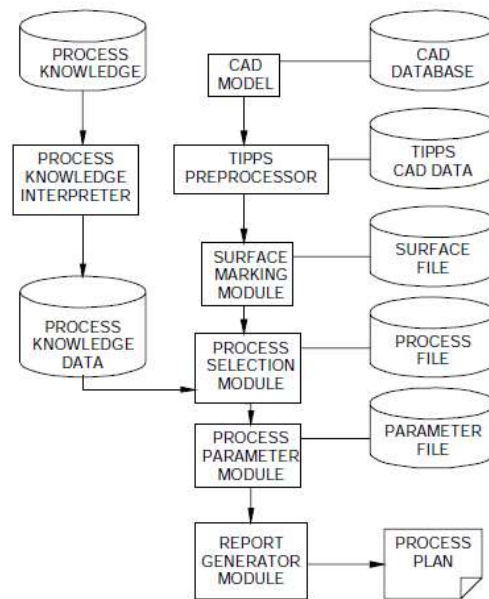 PROCESS
KNOWLEDGE
CAD
MODEL
CAD
DATABASE
PROCESS
KNOWLEDGE
INTERPRETER
TIPPS
PREPROCESSOR
TIPPS
CAD DATA
SURFACE
MARKING
MODULE
SURFACE
FILE
PROCESS
KNOWLEDGE
DATA
PROCESS
SELECTION
MODULE
PROCESS
FILE
PROCESS
PARAMETER
MODULE
PARAMETER
FILE
REPORT
GENERATOR
MODULE
PROCESS
PLAN